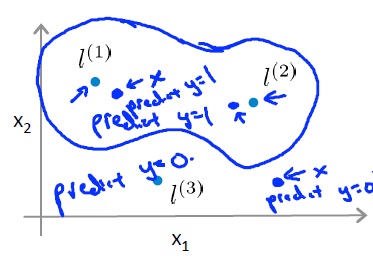 l^{(1)}
x
predict y=1
l^{(2)}
predict y=1
x_2
predict y=0.
l^{(3)}
x
predict y=0
x_1